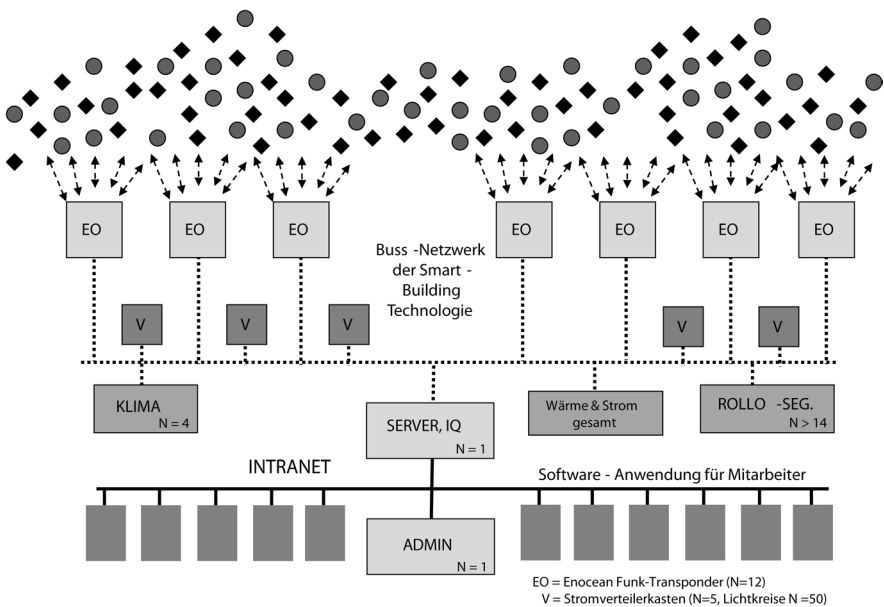 EO EO EO EO EO EO EO
Buss -Netzwerk
der Smart -
Building
Technologie
V V V V V
KLIMA
N = 4
SERVER, IQ
N = 1
Wärme & Strom
gesamt
ROLLO -SEG.
N > 14
INTRANET
Software - Anwendung für Mitarbeiter
ADMIN
N = 1
EO = Enocean Funk-Transponder (N=12)
V = Stromverteilerkasten (N=5, Lichtkreise N =50)